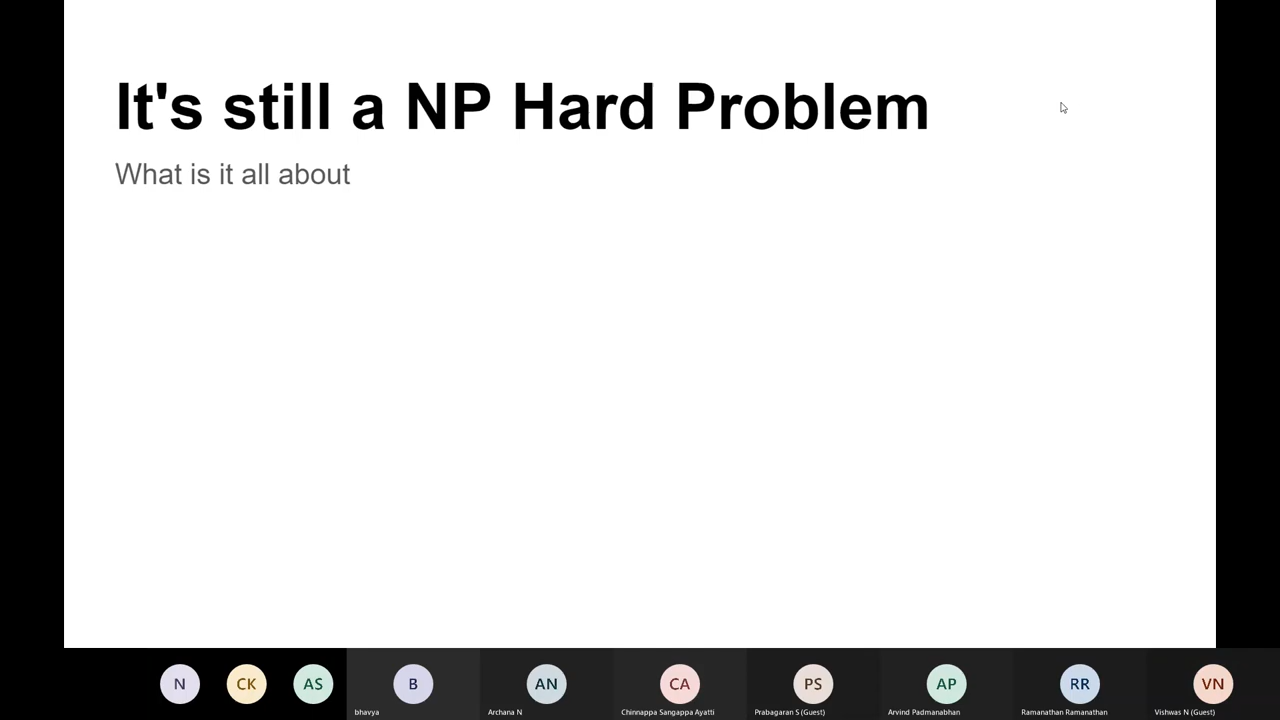 It's still a NP Hard Problem
What is it all about
N CK AS B AN CA PS AP RR VN
bhavya Archana N Chinnappa Sangappa Ayatti Prabagaran S (Guest) Arvind Padmanabhan Ramanathan Ramanathan Vishwas N (Guest)